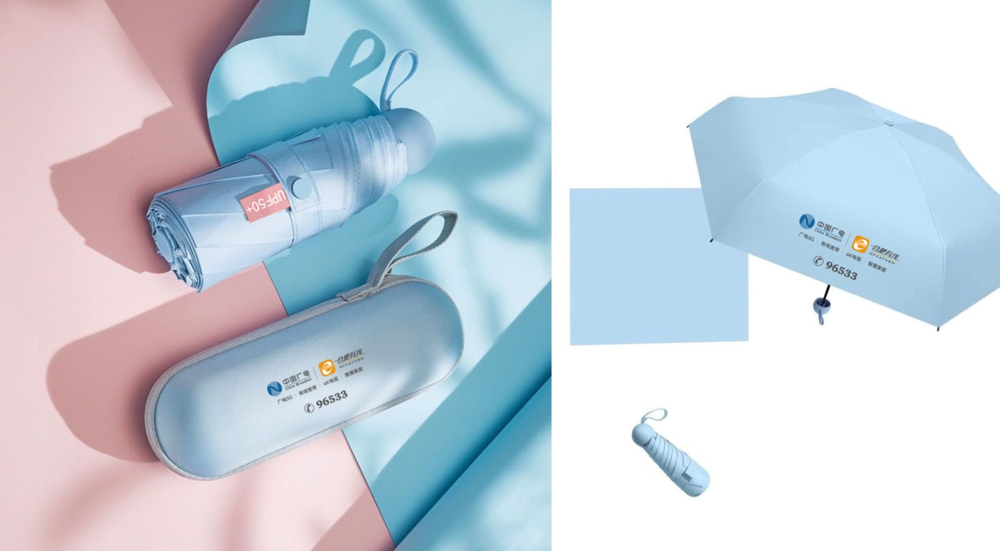 UPF50+
中国广电
China Broadnet
合肥有线
HFCATVBN
广电5G · 有线宽带 · 4K电视 · 智慧家庭
96533
中国广电
China Broadnet
合肥有线
HFCATVBN
广电5G · 有线宽带 · 4K电视 · 智慧家庭
96533